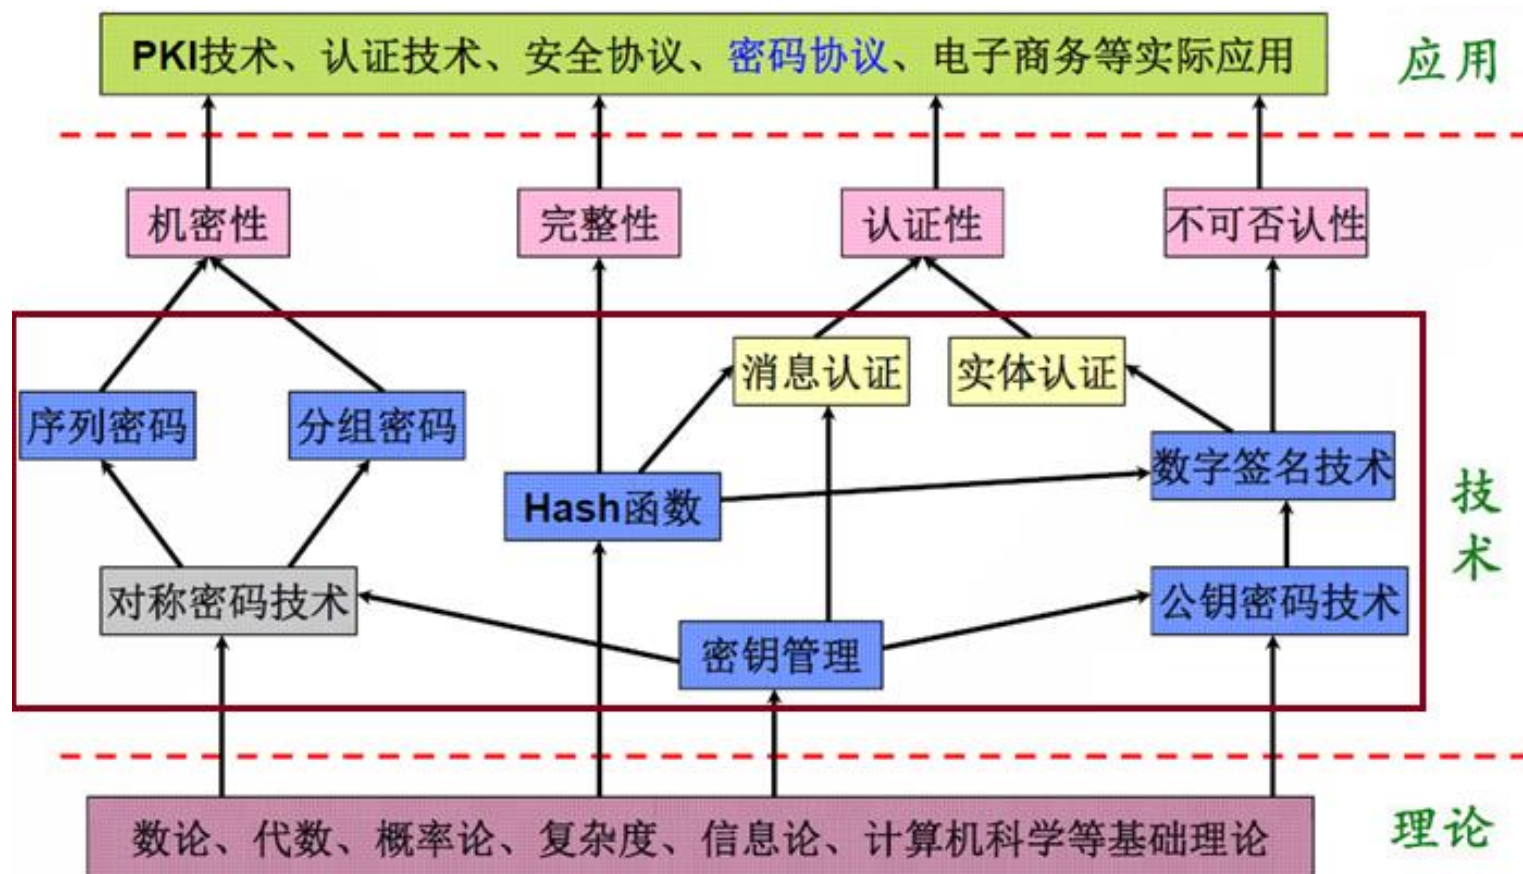 PKI技术、认证技术、安全协议、密码协议、电子商务等实际应用
应用
机密性
完整性
认证性
不可否认性
消息认证
实体认证
序列密码
分组密码
数字签名技术
Hash函数
技术
对称密码技术
公钥密码技术
密钥管理
数论、代数、概率论、复杂度、信息论、计算机科学等基础理论
理论